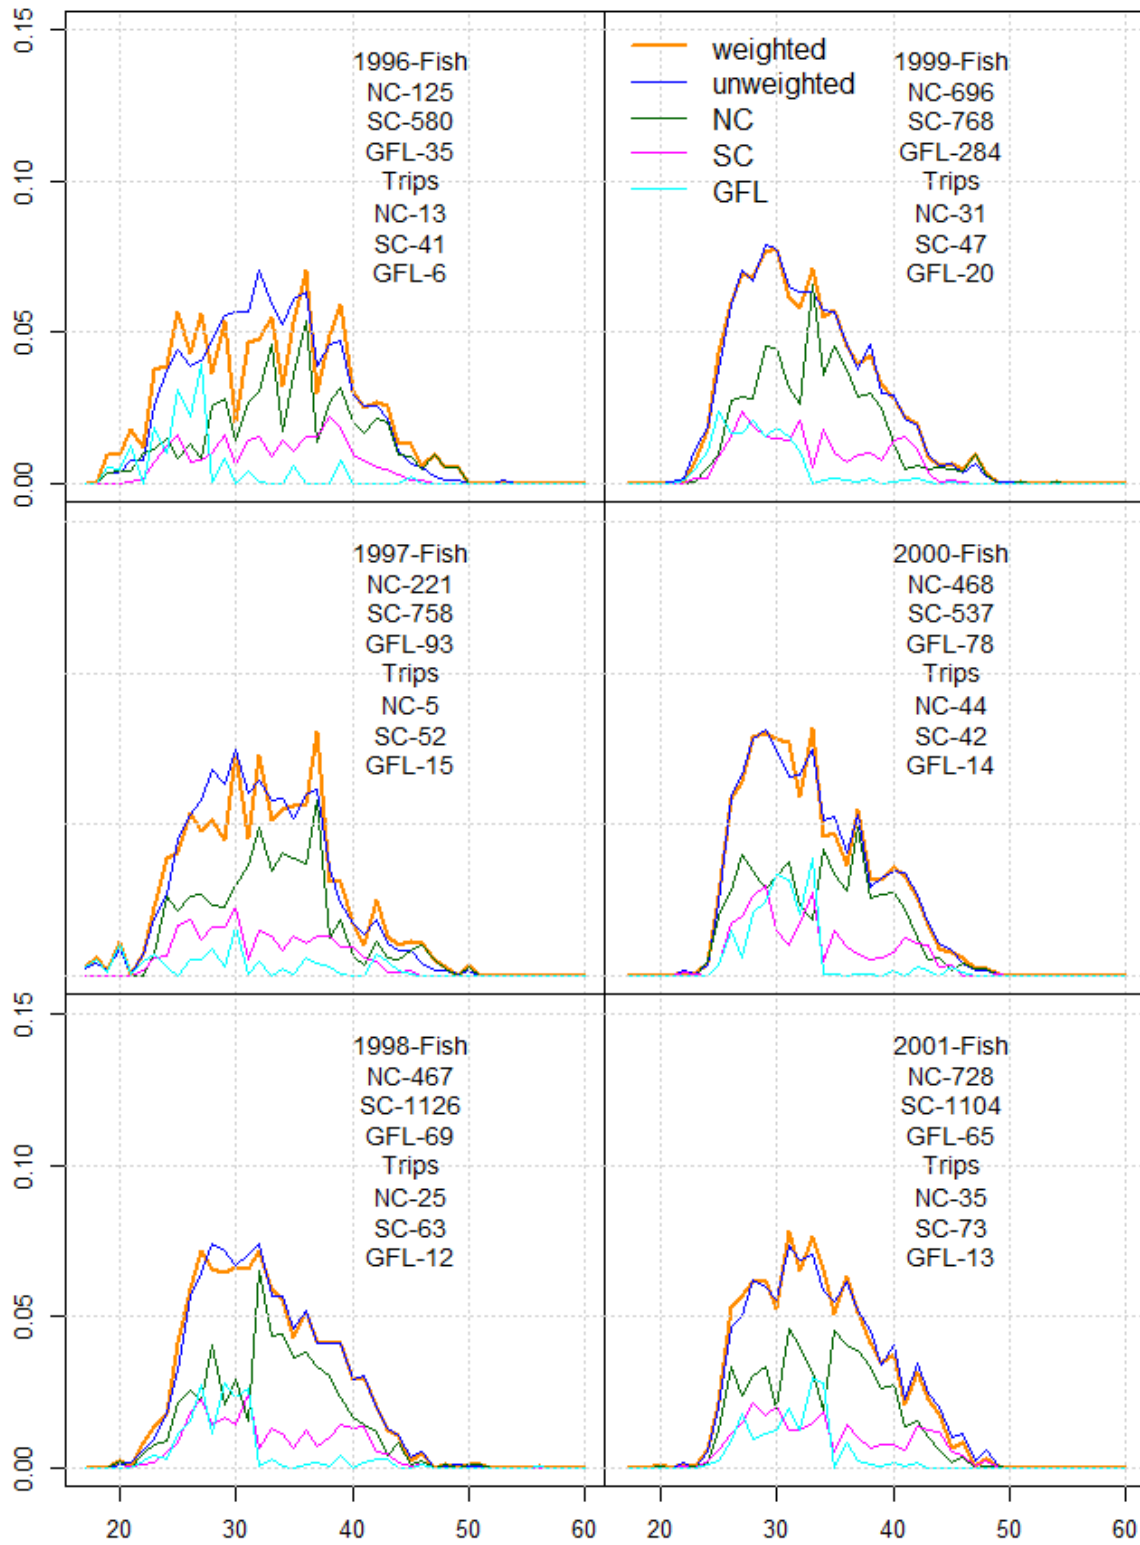 0.15
0.10
0.05
0.00
1996-Fish
NC-125
SC-580
GFL-35
Trips
NC-13
SC-41
GFL-6
weighted
unweighted
NC
SC
GFL
1999-Fish
NC-696
SC-768
GFL-284
Trips
NC-31
SC-47
GFL-20
1997-Fish
NC-221
SC-758
GFL-93
Trips
NC-5
SC-52
GFL-15
2000-Fish
NC-468
SC-537
GFL-78
Trips
NC-44
SC-42
GFL-14
0.15
0.10
0.05
0.00
1998-Fish
NC-467
SC-1126
GFL-69
Trips
NC-25
SC-63
GFL-12
2001-Fish
NC-728
SC-1104
GFL-65
Trips
NC-35
SC-73
GFL-13
20 30 40 50 60 20 30 40 50 60